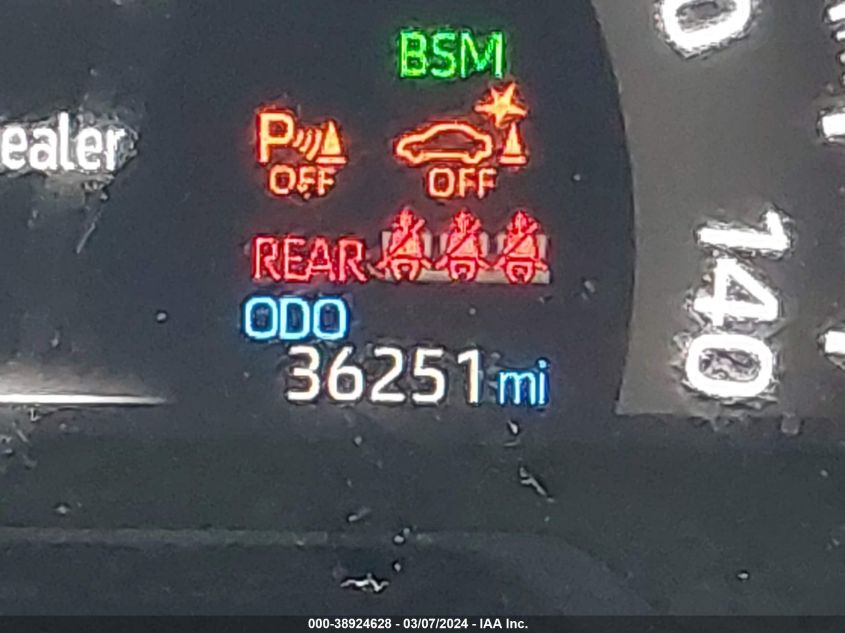 BSM
P OFF
OFF
ealer
REAR
ODO
36251 mi
140
000-38924628 - 03/07/2024 - IAA Inc.